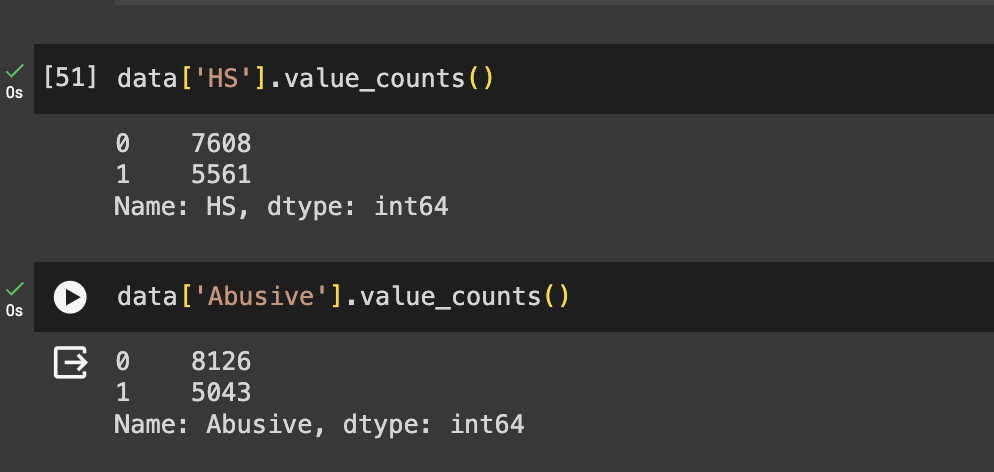 [51] data['HS'].value_counts()
0s
0    7608
1    5561
Name: HS, dtype: int64
data['Abusive'].value_counts()
0s
0    8126
1    5043
Name: Abusive, dtype: int64